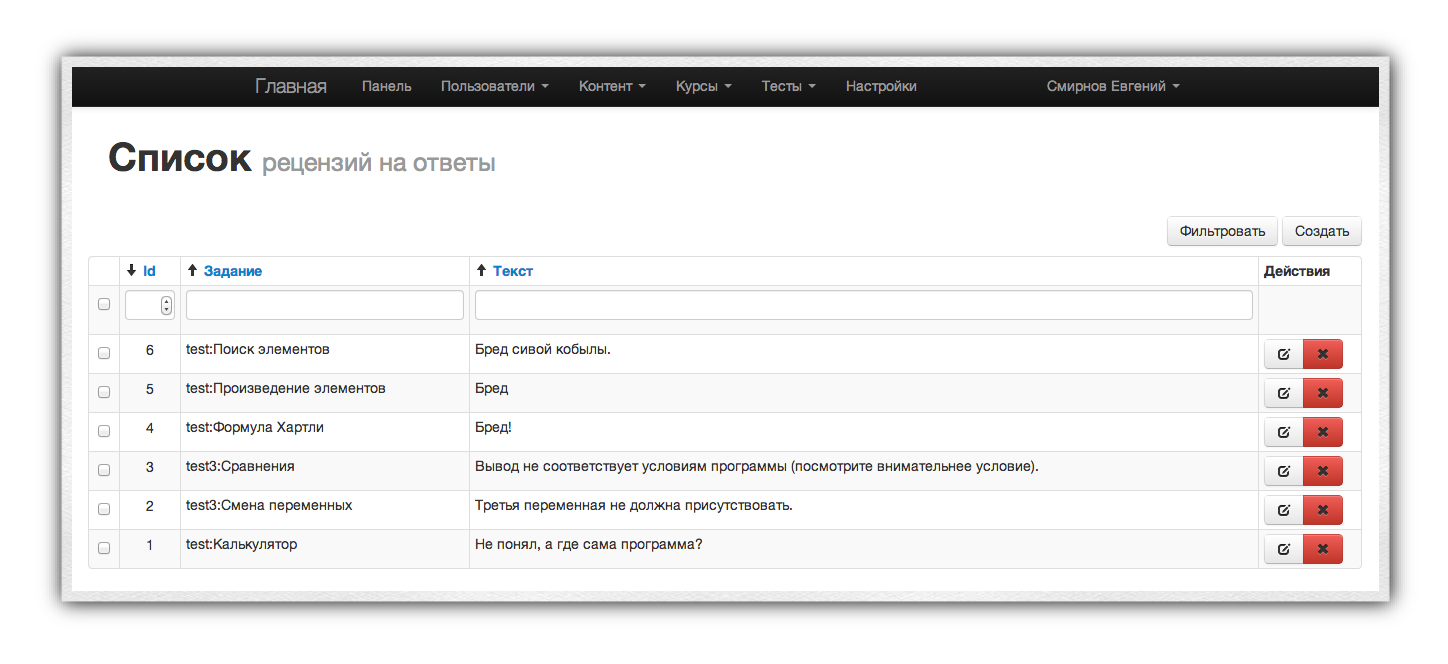 Главная Панель Пользователи Контент Курсы Тесты Настройки Смирнов Евгений
Список рецензий на ответы
Фильтровать Создать
Id Задание Текст Действия
6 test:Поиск элементов Бред сивой кобылы.
5 test:Произведение элементов Бред
4 test:Формула Хартли Бред!
3 test3:Сравнения Вывод не соответствует условиям программы (посмотрите внимательнее условие).
2 test3:Смена переменных Третья переменная не должна присутствовать.
1 test:Калькулятор Не понял, а где сама программа?